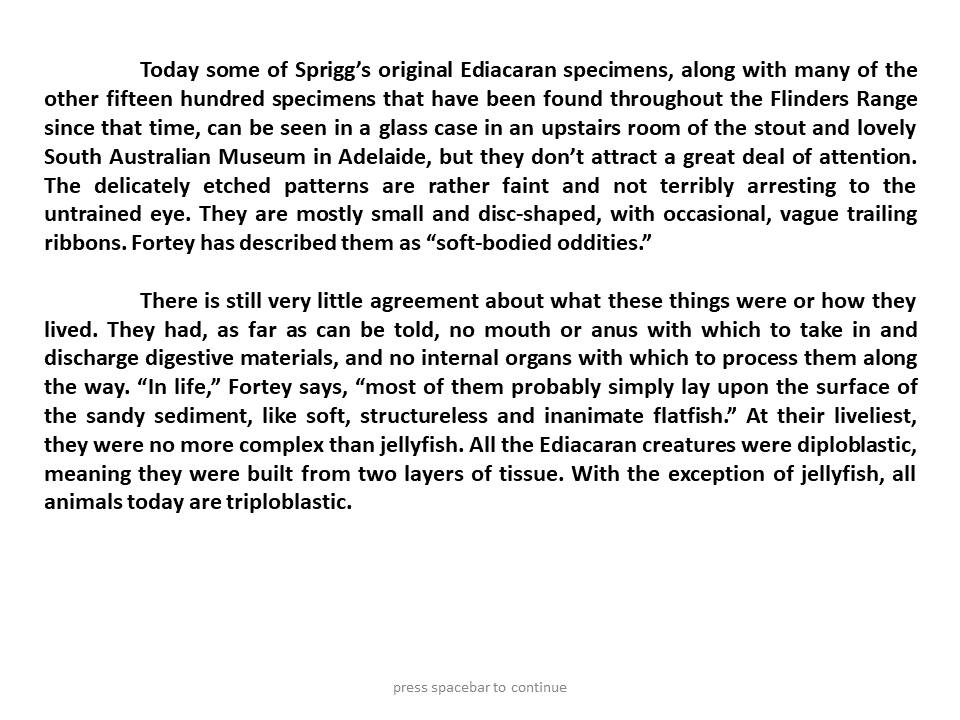 Today some of Sprigg’s original Ediacaran specimens, along with many of the
other fifteen hundred specimens that have been found throughout the Flinders Range
since that time, can be seen in a glass case in an upstairs room of the stout and lovely
South Australian Museum in Adelaide, but they don’t attract a great deal of attention.
The delicately etched patterns are rather faint and not terribly arresting to the
untrained eye. They are mostly small and disc-shaped, with occasional, vague trailing
ribbons. Fortey has described them as “soft-bodied oddities.”
There is still very little agreement about what these things were or how they
lived. They had, as far as can be told, no mouth or anus with which to take in and
discharge digestive materials, and no internal organs with which to process them along
the way. “In life,” Fortey says, “most of them probably simply lay upon the surface of
the sandy sediment, like soft, structureless and inanimate flatfish.” At their liveliest,
they were no more complex than jellyfish. All the Ediacaran creatures were diploblastic,
meaning they were built from two layers of tissue. With the exception of jellyfish, all
animals today are triploblastic.
press spacebar to continue